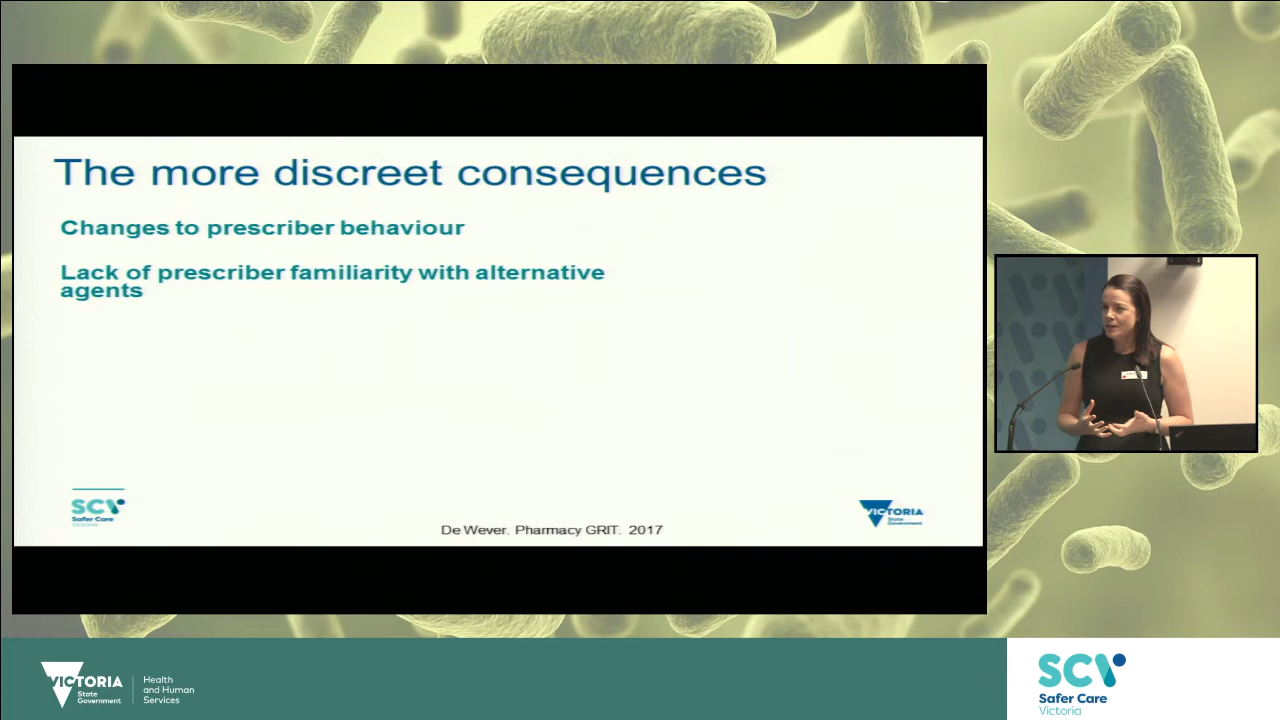 The more discreet consequences
Changes to prescriber behaviour
Lack of prescriber familiarity with alternative
agents
SCV
Safer Care
Victoria
De Wever. Pharmacy GRIT. 2017
VICTORIA
State
Government
VICTORIA
State
Government
Health
and Human
Services
SCV
Safer Care
Victoria